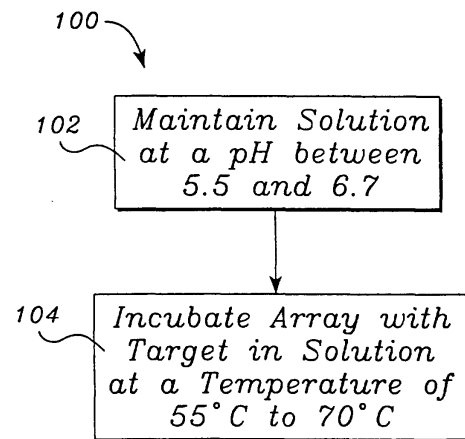 100
102
Maintain Solution
at a pH between
5.5 and 6.7
104
Incubate Array with
Target in Solution
at a Temperature of
55°C to 70°C